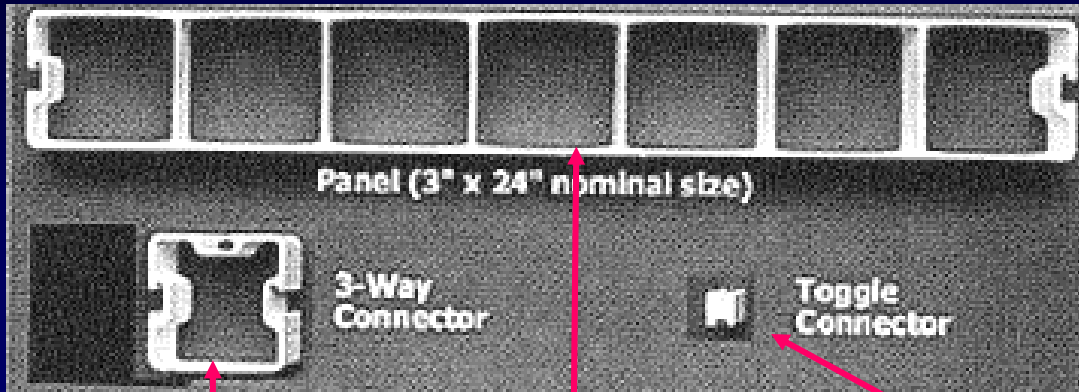 Panel (3" x 24" nominal size)
3-Way
Connector
Toggle
Connector